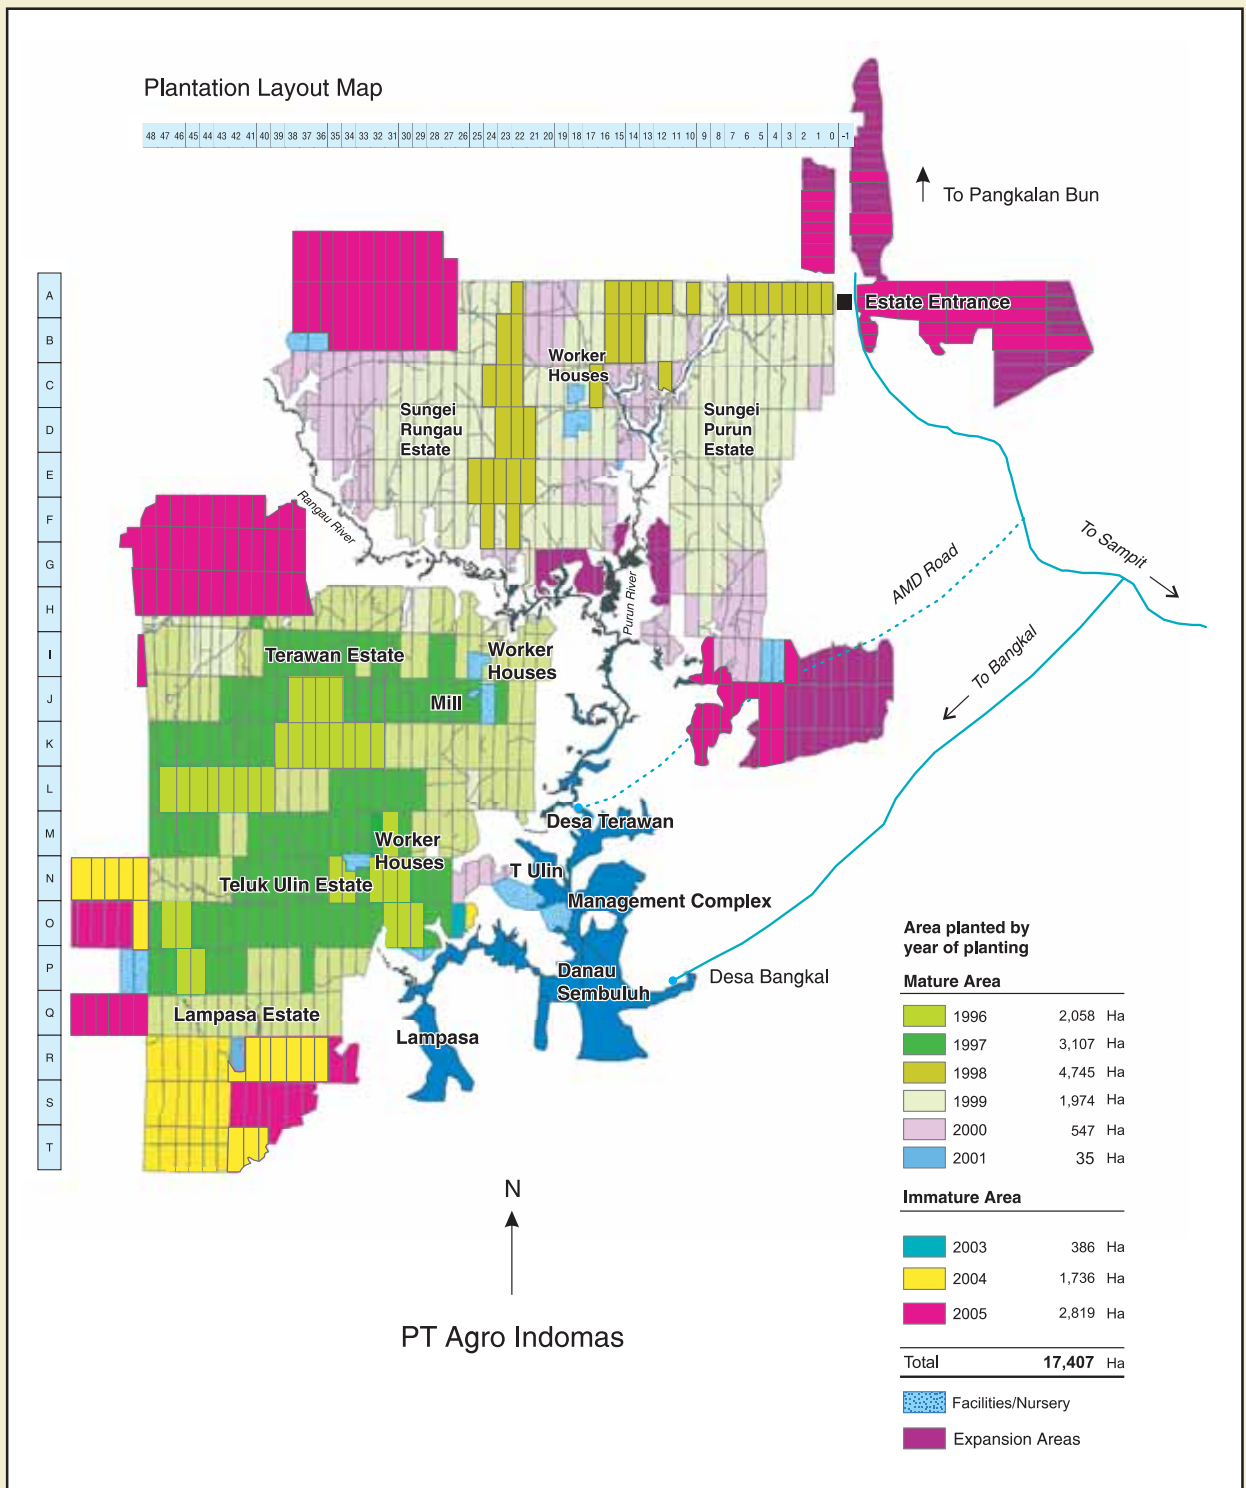 Plantation Layout Map
48 47 46 45 44 43 42 41 40 39 38 37 36 35 34 33 32 31 30 29 28 27 26 25 24 23 22 21 20 19 18 17 16 15 14 13 12 11 10 9 8 7 6 5 4 3 2 1 0 -1
To Pangkalan Bun
A
Estate Entrance
B
Worker
Houses
C
D
Sungei
Rungau
Estate
Sungei
Purun
Estate
E
F
Rangau River
G
To Sampit
AMD Road
H
Purun River
I
Terawan Estate
Worker
Houses
To Bangkal
J
Mill
K
L
M
Desa Terawan
Worker
Houses
N
T Ulin
Teluk Ulin Estate
Management Complex
O
P
Danau
Sembuluh
Desa Bangkal
Q
Lampasa Estate
Lampasa
R
S
T
Area planted by
year of planting
Mature Area
1996 2,058 Ha
1997 3,107 Ha
1998 4,745 Ha
1999 1,974 Ha
2000 547 Ha
2001 35 Ha
Immature Area
2003 386 Ha
2004 1,736 Ha
2005 2,819 Ha
Total 17,407 Ha
Facilities/Nursery
Expansion Areas
N
PT Agro Indomas